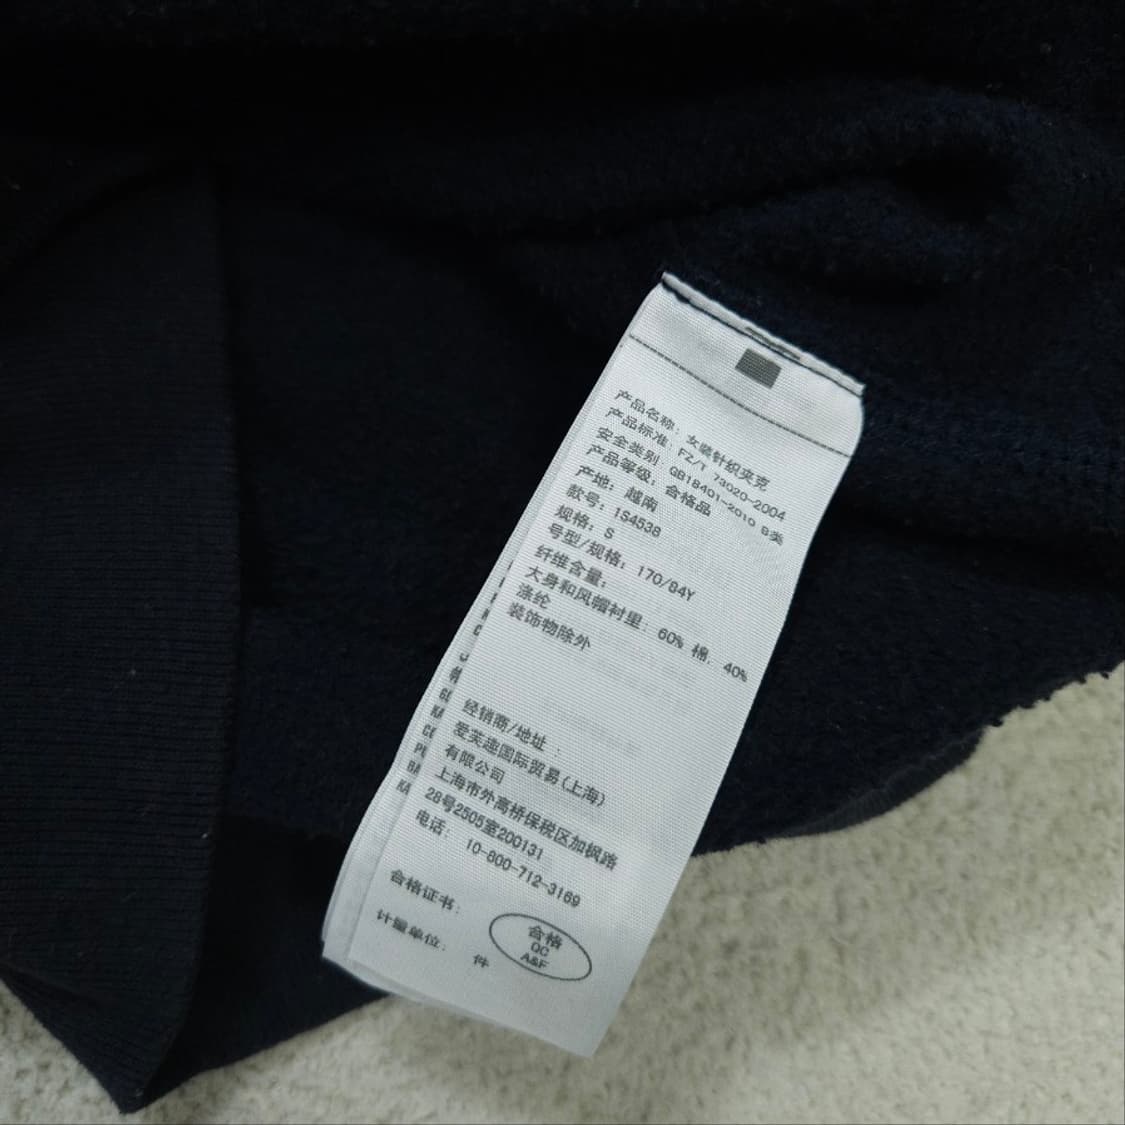 产品名称: 女装针织夹克
产品标准: FZ/T 73020-2004
安全类别: GB18401-2010 B类
产品等级: 合格品
产地: 越南
款号: 1S4538
规格: S
号型/规格: 170/84Y
纤维含量:
大身和风帽衬里: 60% 棉, 40%
涤纶
装饰物除外
经销商/地址 :
爱芙趣国际贸易(上海)
有限公司
上海市外高桥保税区加枫路
28号2505室200131
电话: 10-800-712-3169
合格证书:
合格
QC
A&F
计量单位: 件